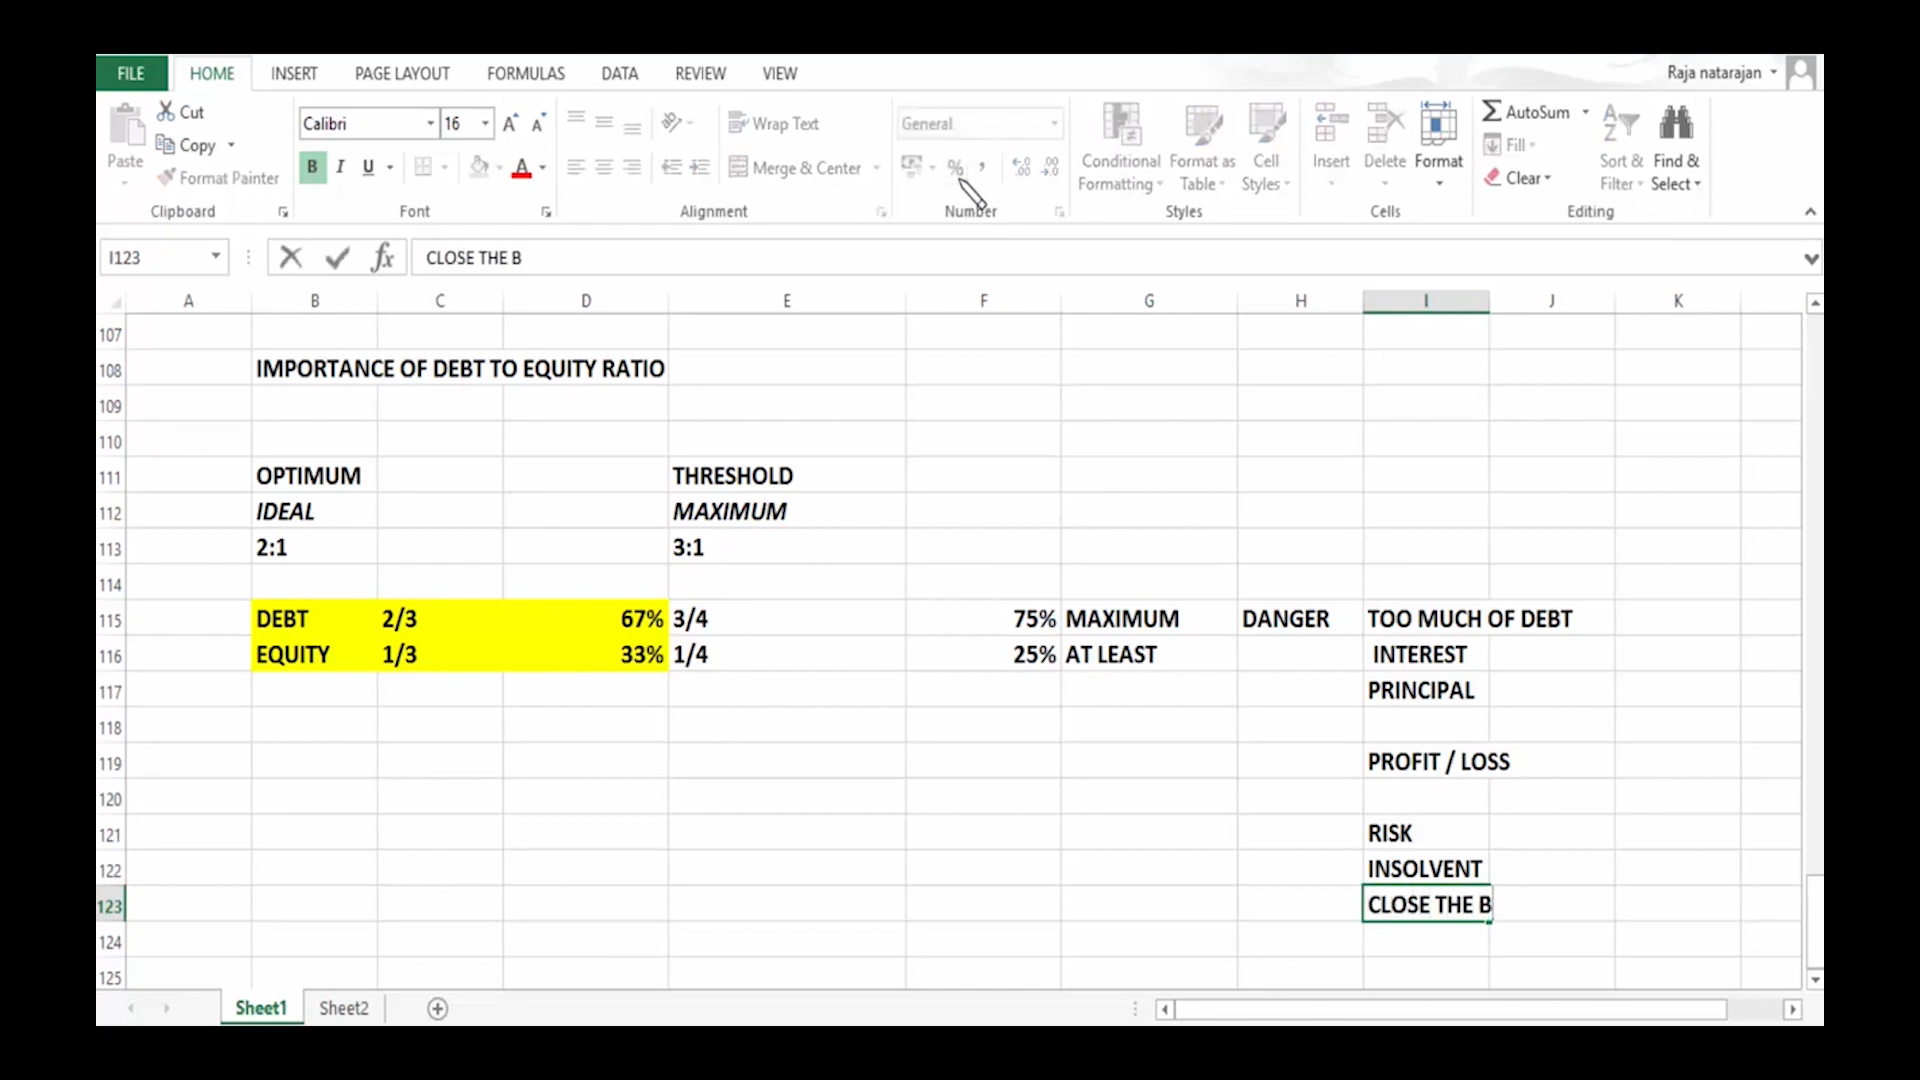 FILE HOME INSERT PAGE LAYOUT FORMULAS DATA REVIEW VIEW Raja natarajan
Cut Calibri 16 A A Wrap Text General AutoSum
Copy Fill
Paste Format Painter B I U A Merge & Center % , Conditional Formatting Format as Table Cell Styles Insert Delete Format Clear Sort & Filter Find & Select
Clipboard Font Alignment Number Styles Cells Editing
I123 fx CLOSE THE B
A B C D E F G H I J K
107
108 IMPORTANCE OF DEBT TO EQUITY RATIO
109
110
111 OPTIMUM THRESHOLD
112 IDEAL MAXIMUM
113 2:1 3:1
114
115 DEBT 2/3 67% 3/4 75% MAXIMUM DANGER TOO MUCH OF DEBT
116 EQUITY 1/3 33% 1/4 25% AT LEAST INTEREST
117 PRINCIPAL
118
119 PROFIT / LOSS
120
121 RISK
122 INSOLVENT
123 CLOSE THE B
124
125
Sheet1 Sheet2